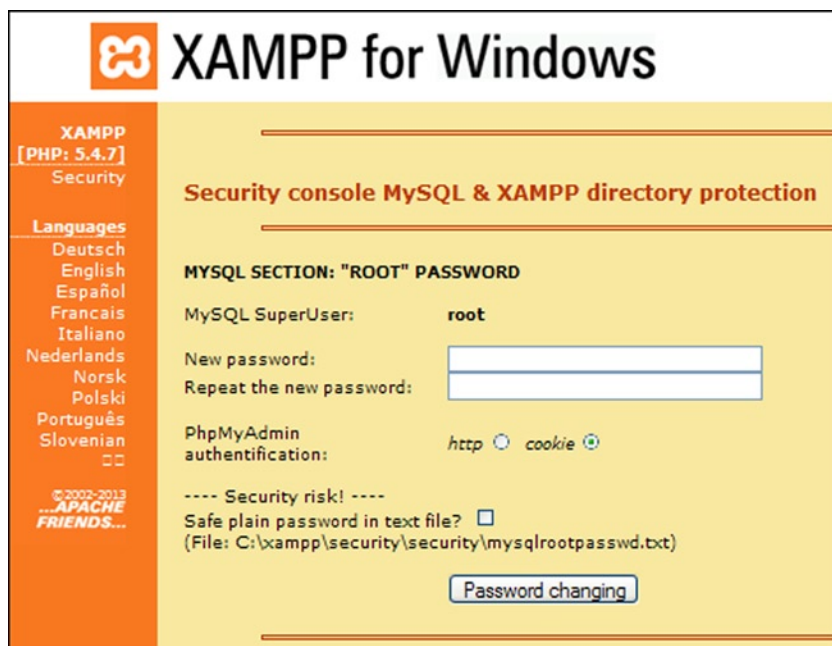 XAMPP for Windows
XAMPP
[PHP: 5.4.7]
Security
Languages
Deutsch
English
Español
Francais
Italiano
Nederlands
Norsk
Polski
Português
Slovenian
©2002-2013
...APACHE
FRIENDS...
Security console MySQL & XAMPP directory protection
MYSQL SECTION: "ROOT" PASSWORD
MySQL SuperUser: root
New password:
Repeat the new password:
PhpMyAdmin
authentification: http cookie
---- Security risk! ----
Safe plain password in text file?
(File: C:\xampp\security\security\mysqlrootpasswd.txt)
Password changing